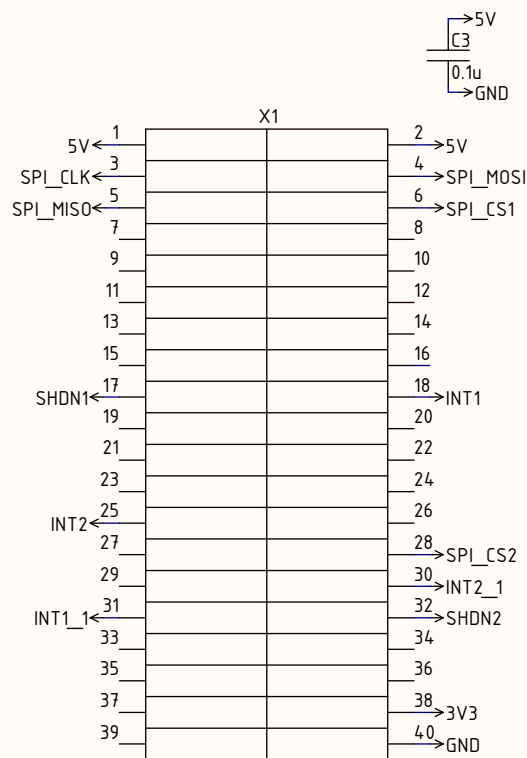 5V
C3
0.1u
GND
X1
5V 1 2 5V
SPI_CLK 3 4 SPI_MOSI
SPI_MISO 5 6 SPI_CS1
7 8
9 10
11 12
13 14
15 16
SHDN1 17 18 INT1
19 20
21 22
23 24
INT2 25 26
27 28 SPI_CS2
29 30 INT2_1
INT1_1 31 32 SHDN2
33 34
35 36
37 38 3V3
39 40 GND